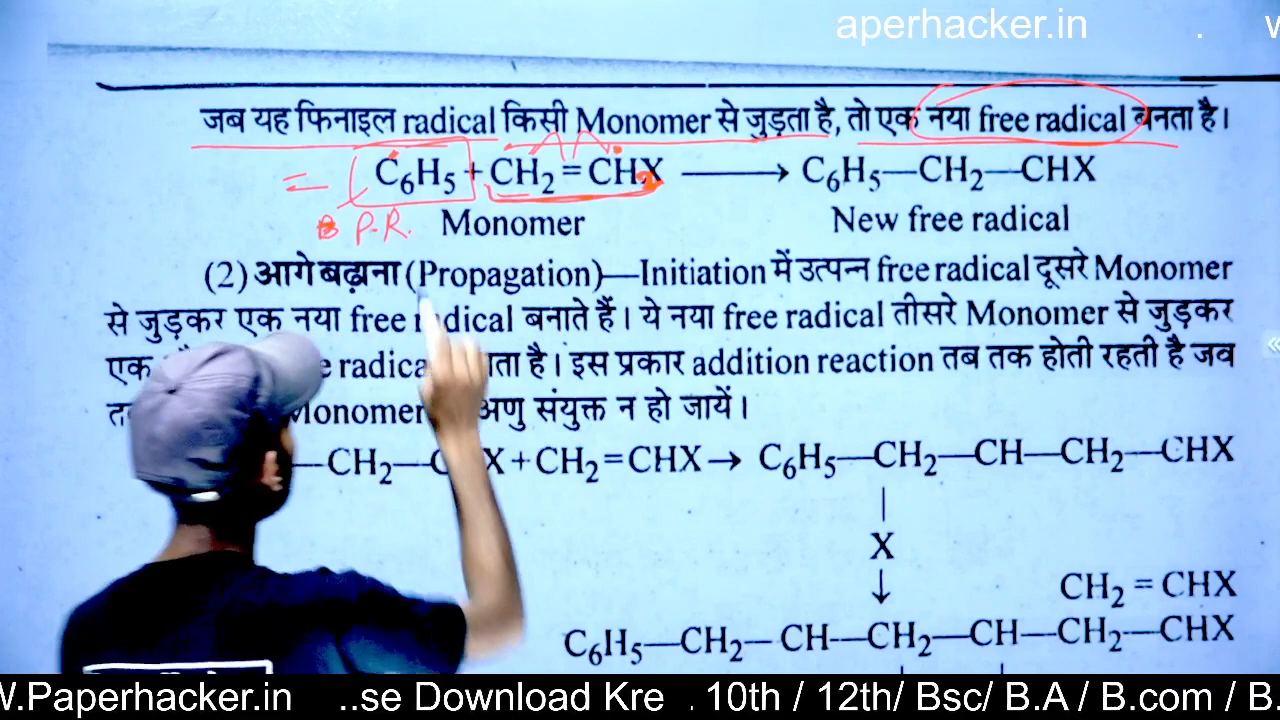 aperhacker.in .
जब यह फिनाइल radical किसी Monomer से जुड़ता है, तो एक नया free radical बनता है।
C₆H₅ + CH₂ = CHX ⟶ C₆H₅—CH₂—CHX
P.R. Monomer New free radical
(2) आगे बढ़ाना (Propagation)—Initiation में उत्पन्न free radical दूसरे Monomer
से जुड़कर एक नया free radical बनाते हैं। ये नया free radical तीसरे Monomer से जुड़कर
एक radical है। इस प्रकार addition reaction तब तक होती रहती है जव
Monomer अणु संयुक्त न हो जायें।
—CH₂—C X + CH₂ = CHX → C₆H₅—CH₂—CH—CH₂—CHX
|
X
↓ CH₂ = CHX
C₆H₅—CH₂—CH—CH₂—CH—CH₂—CHX
W.Paperhacker.in ..se Download Kre . 10th / 12th/ Bsc/ B.A / B.com / B.